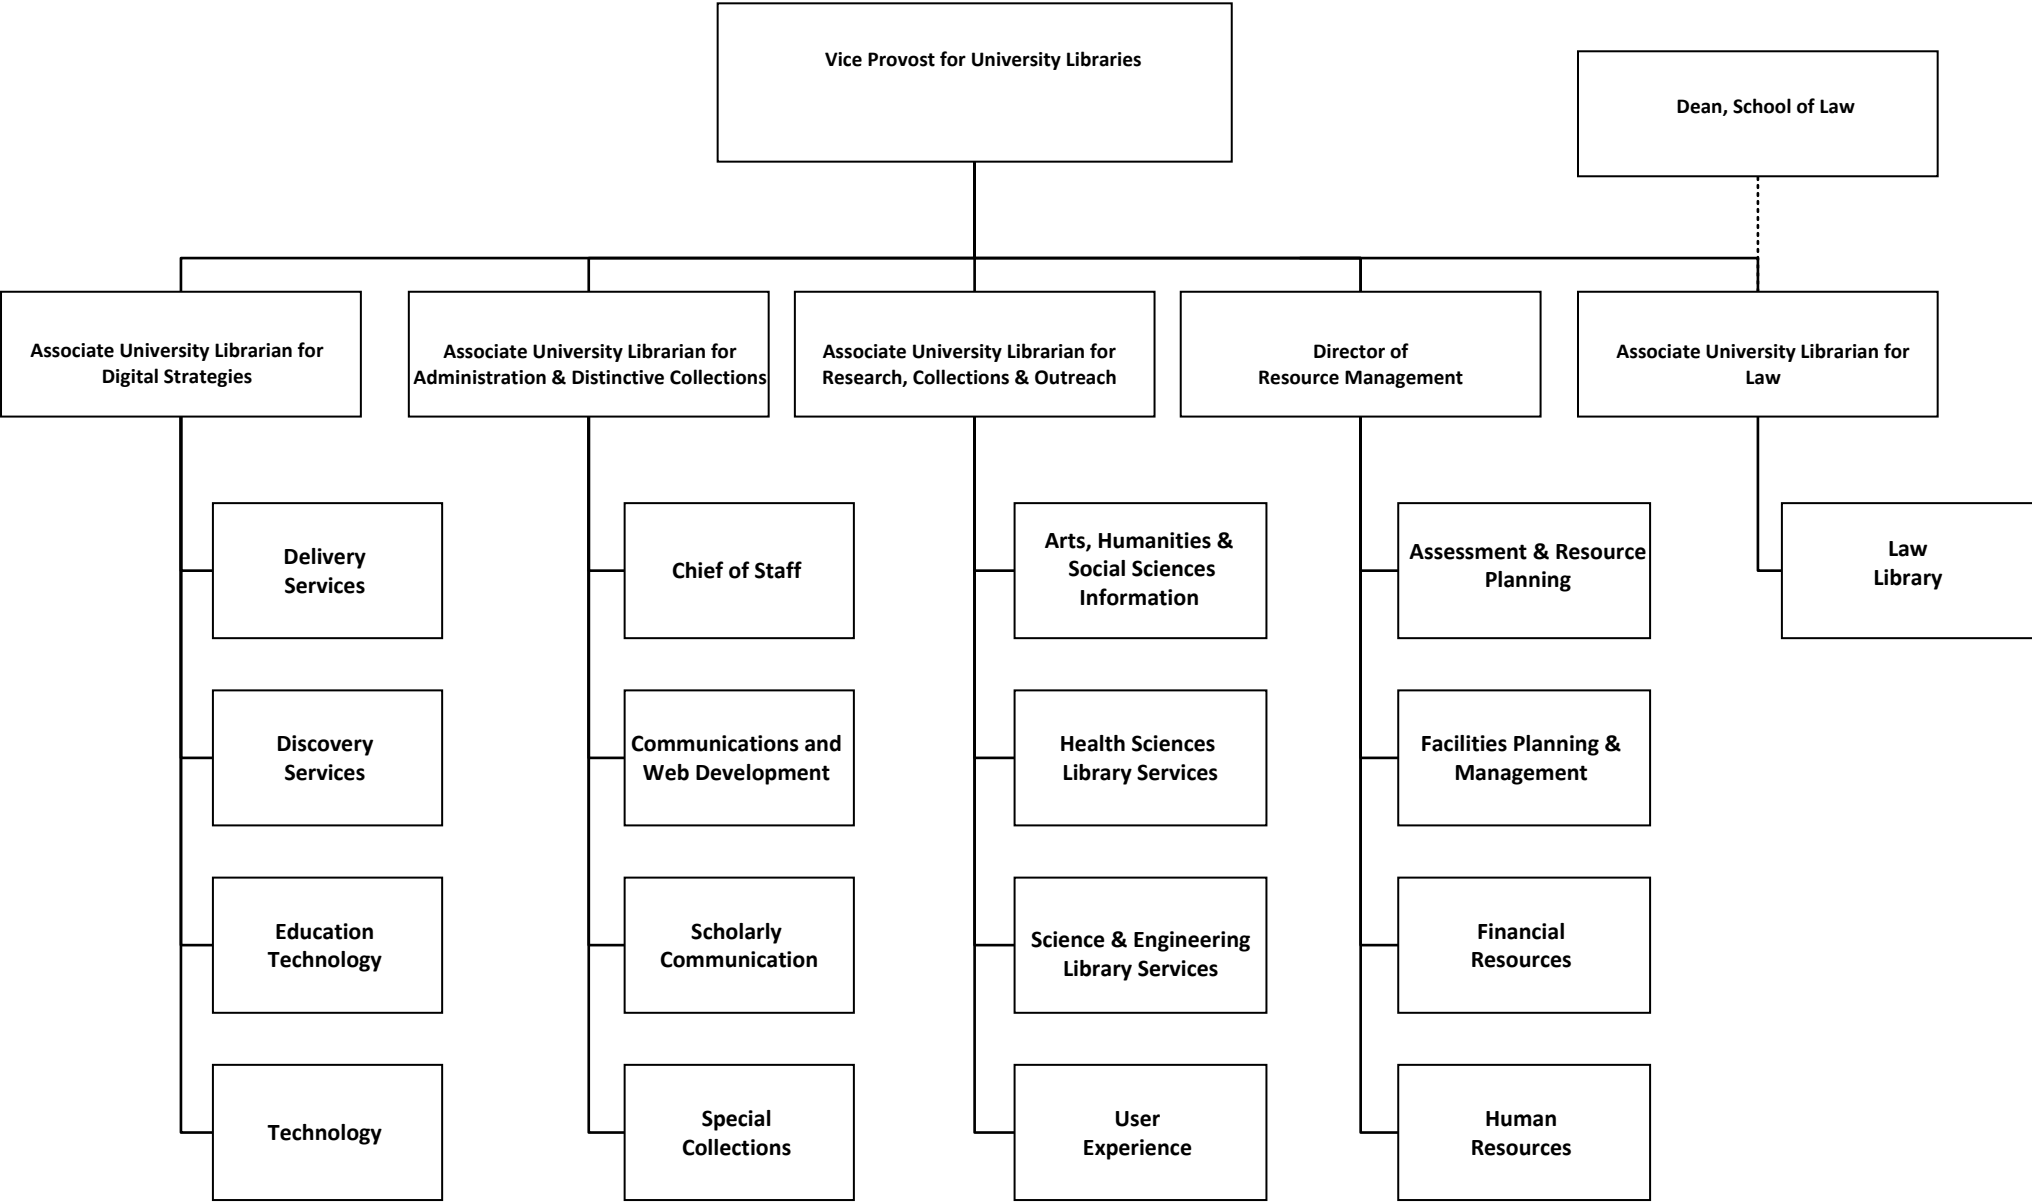 Vice Provost for University Libraries
Dean, School of Law
Associate University Librarian for
Digital Strategies
Associate University Librarian for
Administration & Distinctive Collections
Associate University Librarian for
Research, Collections & Outreach
Director of
Resource Management
Associate University Librarian for
Law
Delivery
Services
Chief of Staff
Arts, Humanities &
Social Sciences
Information
Assessment & Resource
Planning
Law
Library
Discovery
Services
Communications and
Web Development
Health Sciences
Library Services
Facilities Planning &
Management
Education
Technology
Scholarly
Communication
Science & Engineering
Library Services
Financial
Resources
Technology
Special
Collections
User
Experience
Human
Resources